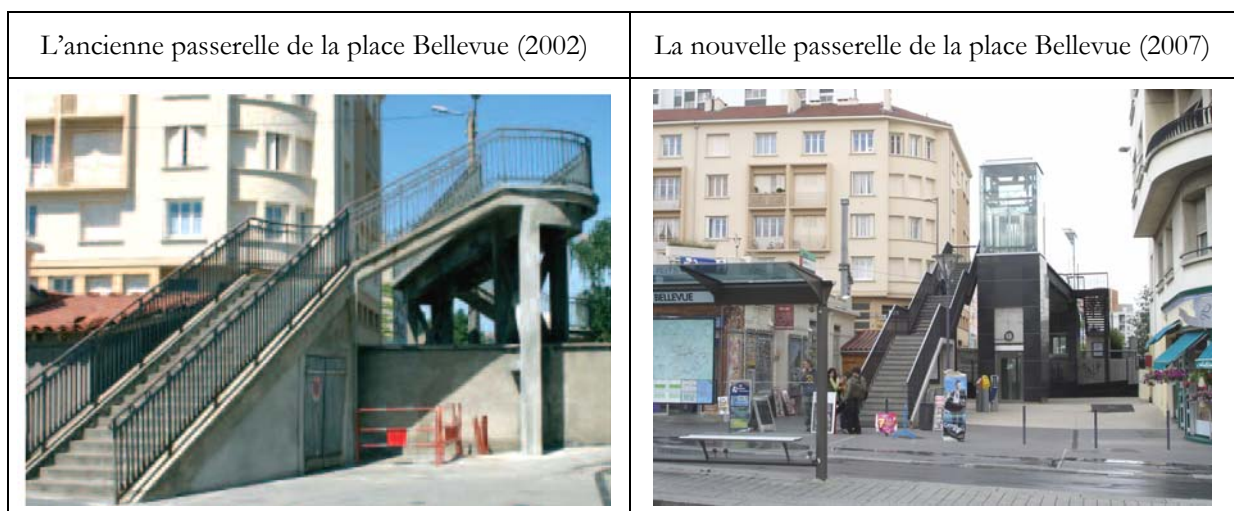 L’ancienne passerelle de la place Bellevue (2002)
La nouvelle passerelle de la place Bellevue (2007)
BELLEVUE